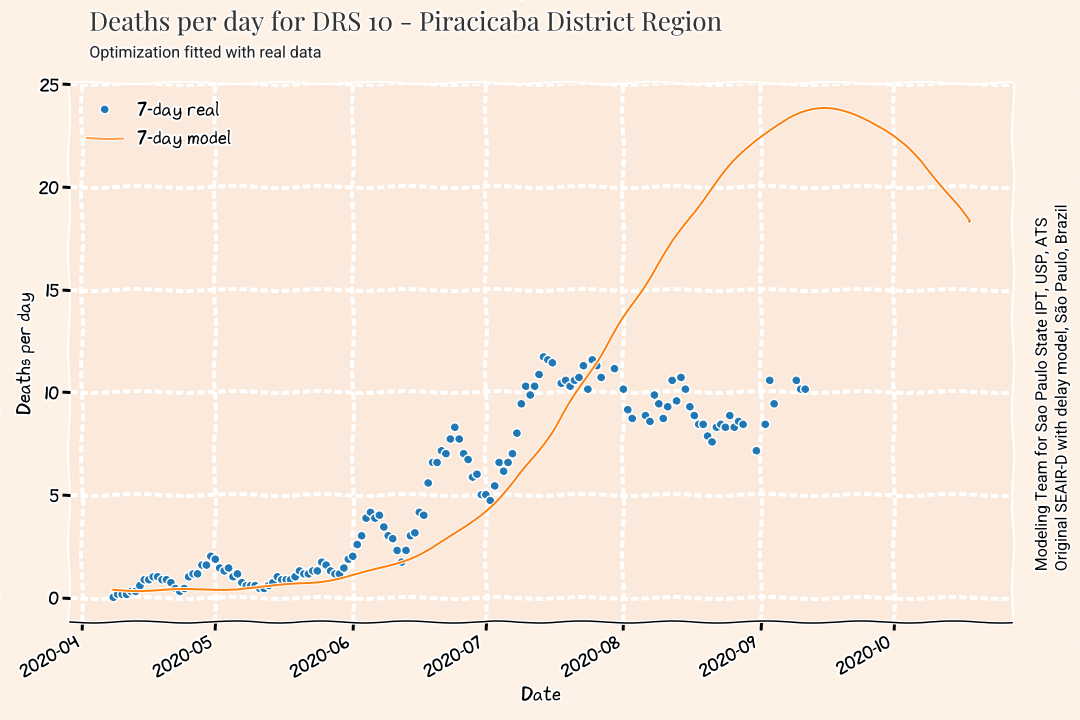 Deaths per day for DRS 10 - Piracicaba District Region
Optimization fitted with real data
25
20
15
10
5
0
Deaths per day
7-day real
7-day model
2020-04
2020-05
2020-06
2020-07
2020-08
2020-09
2020-10
Date
Modeling Team for Sao Paulo State IPT, USP, ATS
Original SEAIR-D with delay model, São Paulo, Brazil